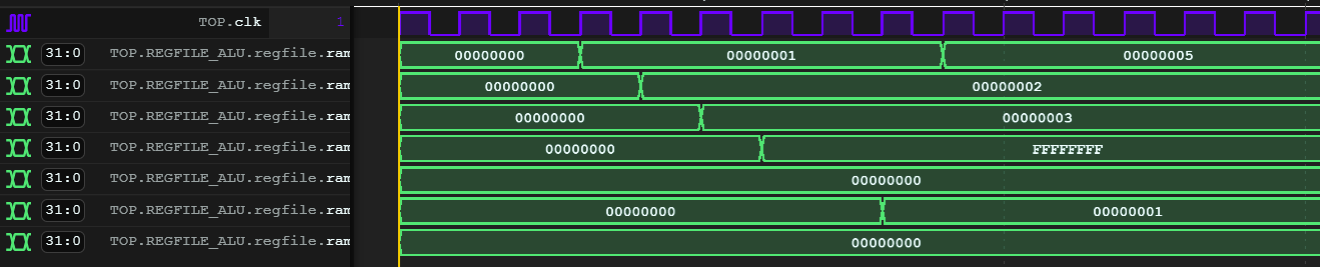 TOP.clk 1
31:0 TOP.REGFILE_ALU.regfile.ram 00000000 00000001 00000005
31:0 TOP.REGFILE_ALU.regfile.ram 00000000 00000002
31:0 TOP.REGFILE_ALU.regfile.ram 00000000 00000003
31:0 TOP.REGFILE_ALU.regfile.ram 00000000 FFFFFFFF
31:0 TOP.REGFILE_ALU.regfile.ram 00000000
31:0 TOP.REGFILE_ALU.regfile.ram 00000000 00000001
31:0 TOP.REGFILE_ALU.regfile.ram 00000000